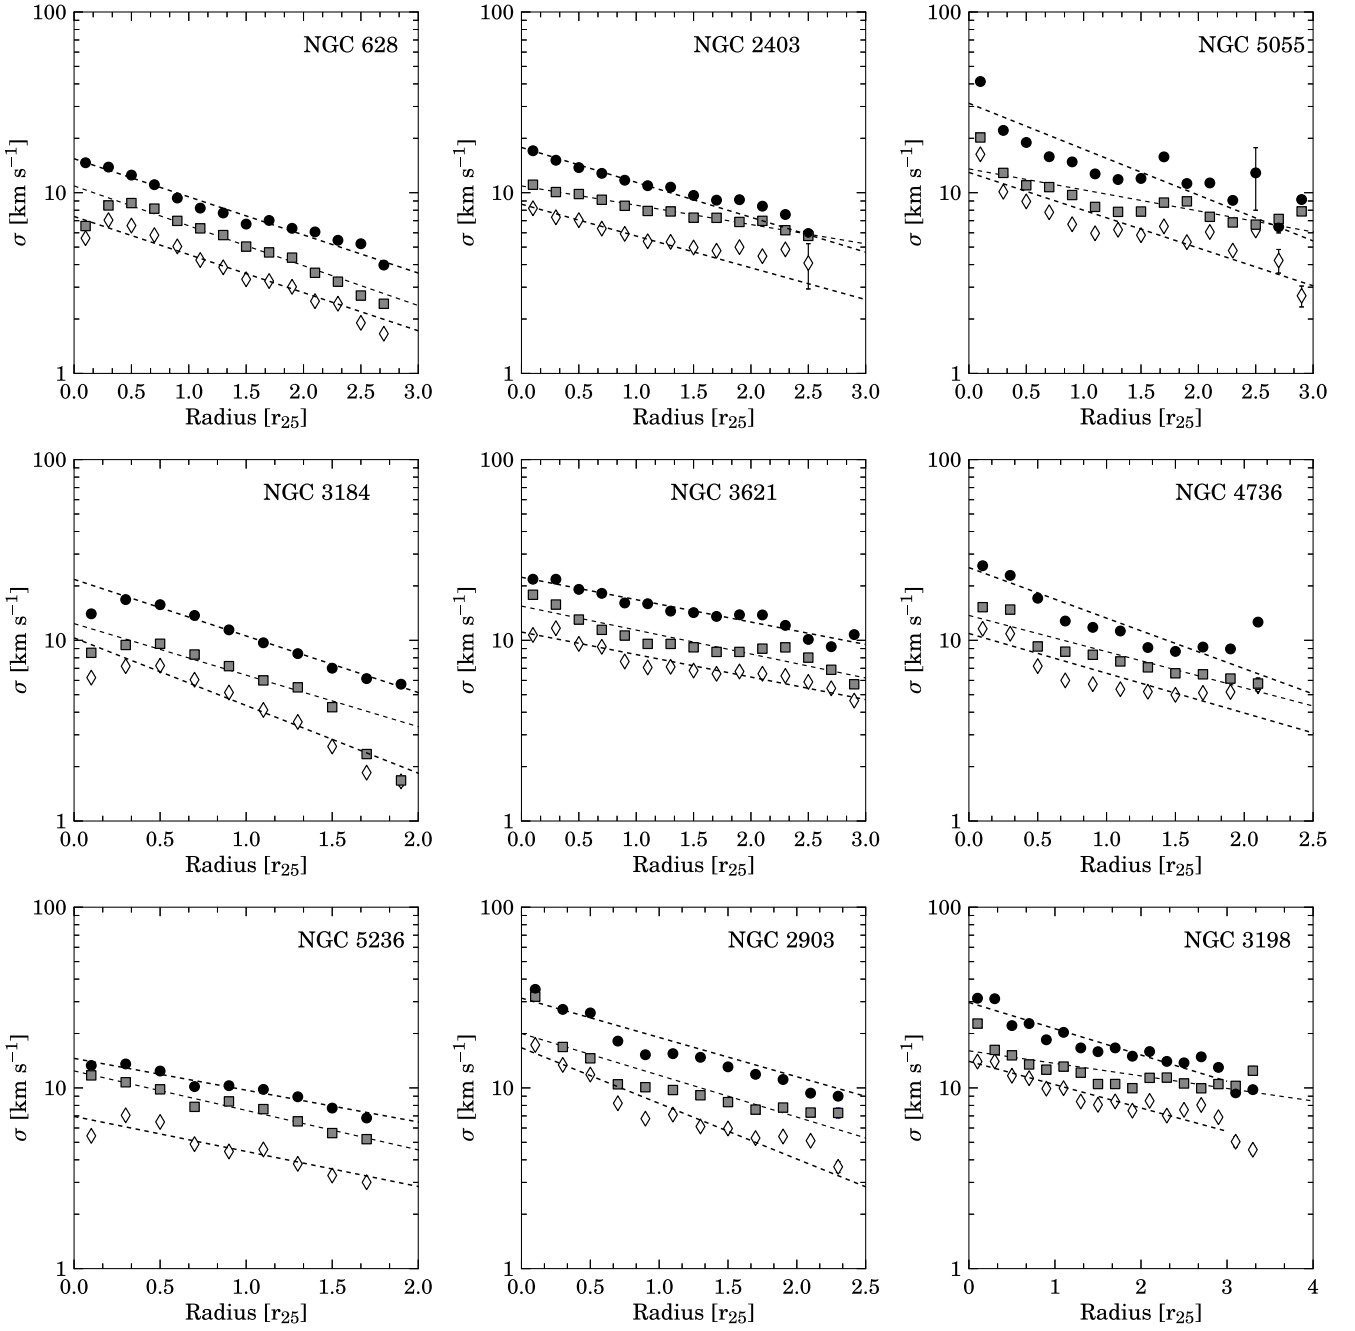 NGC 628
100
10
1
σ [km s⁻¹]
0.0 0.5 1.0 1.5 2.0 2.5 3.0
Radius [r₂₅]
NGC 2403
100
10
1
σ [km s⁻¹]
0.0 0.5 1.0 1.5 2.0 2.5 3.0
Radius [r₂₅]
NGC 5055
100
10
1
σ [km s⁻¹]
0.0 0.5 1.0 1.5 2.0 2.5 3.0
Radius [r₂₅]
NGC 3184
100
10
1
σ [km s⁻¹]
0.0 0.5 1.0 1.5 2.0
Radius [r₂₅]
NGC 3621
100
10
1
σ [km s⁻¹]
0.0 0.5 1.0 1.5 2.0 2.5 3.0
Radius [r₂₅]
NGC 4736
100
10
1
σ [km s⁻¹]
0.0 0.5 1.0 1.5 2.0 2.5
Radius [r₂₅]
NGC 5236
100
10
1
σ [km s⁻¹]
0.0 0.5 1.0 1.5 2.0
Radius [r₂₅]
NGC 2903
100
10
1
σ [km s⁻¹]
0.0 0.5 1.0 1.5 2.0 2.5
Radius [r₂₅]
NGC 3198
100
10
1
σ [km s⁻¹]
0 1 2 3 4
Radius [r₂₅]